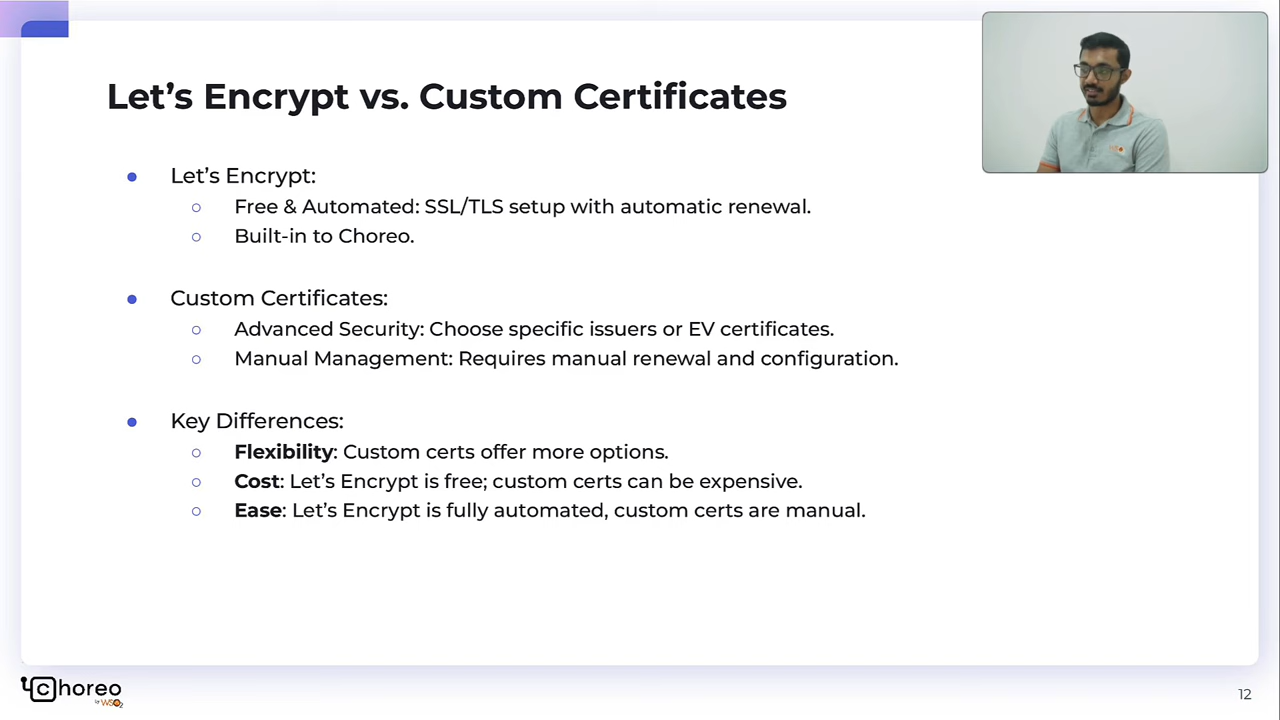 Let’s Encrypt vs. Custom Certificates
Let’s Encrypt:
Free & Automated: SSL/TLS setup with automatic renewal.
Built-in to Choreo.
Custom Certificates:
Advanced Security: Choose specific issuers or EV certificates.
Manual Management: Requires manual renewal and configuration.
Key Differences:
Flexibility: Custom certs offer more options.
Cost: Let’s Encrypt is free; custom certs can be expensive.
Ease: Let’s Encrypt is fully automated, custom certs are manual.
choreo
by WSO2
12